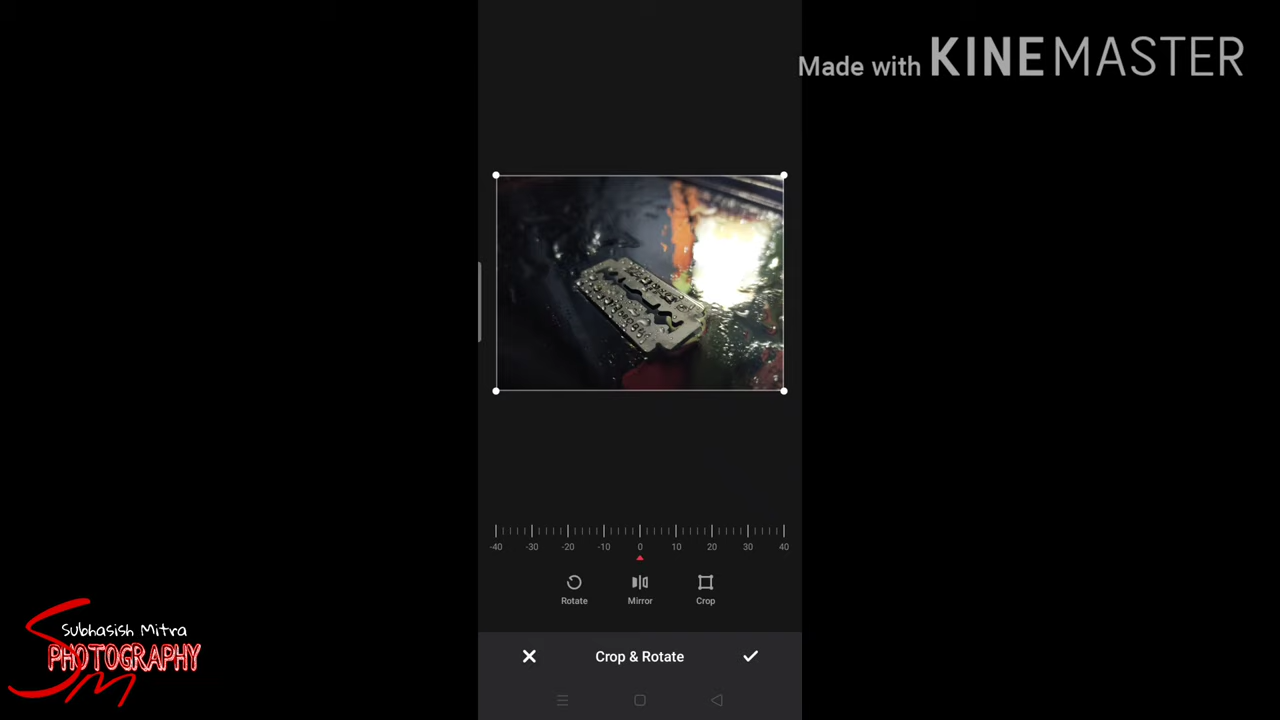 Made with KINEMASTER
-40 -30 -20 -10 0 10 20 30 40
Rotate Mirror Crop
Crop & Rotate
Subhasish Mitra
PHOTOGRAPHY
SM